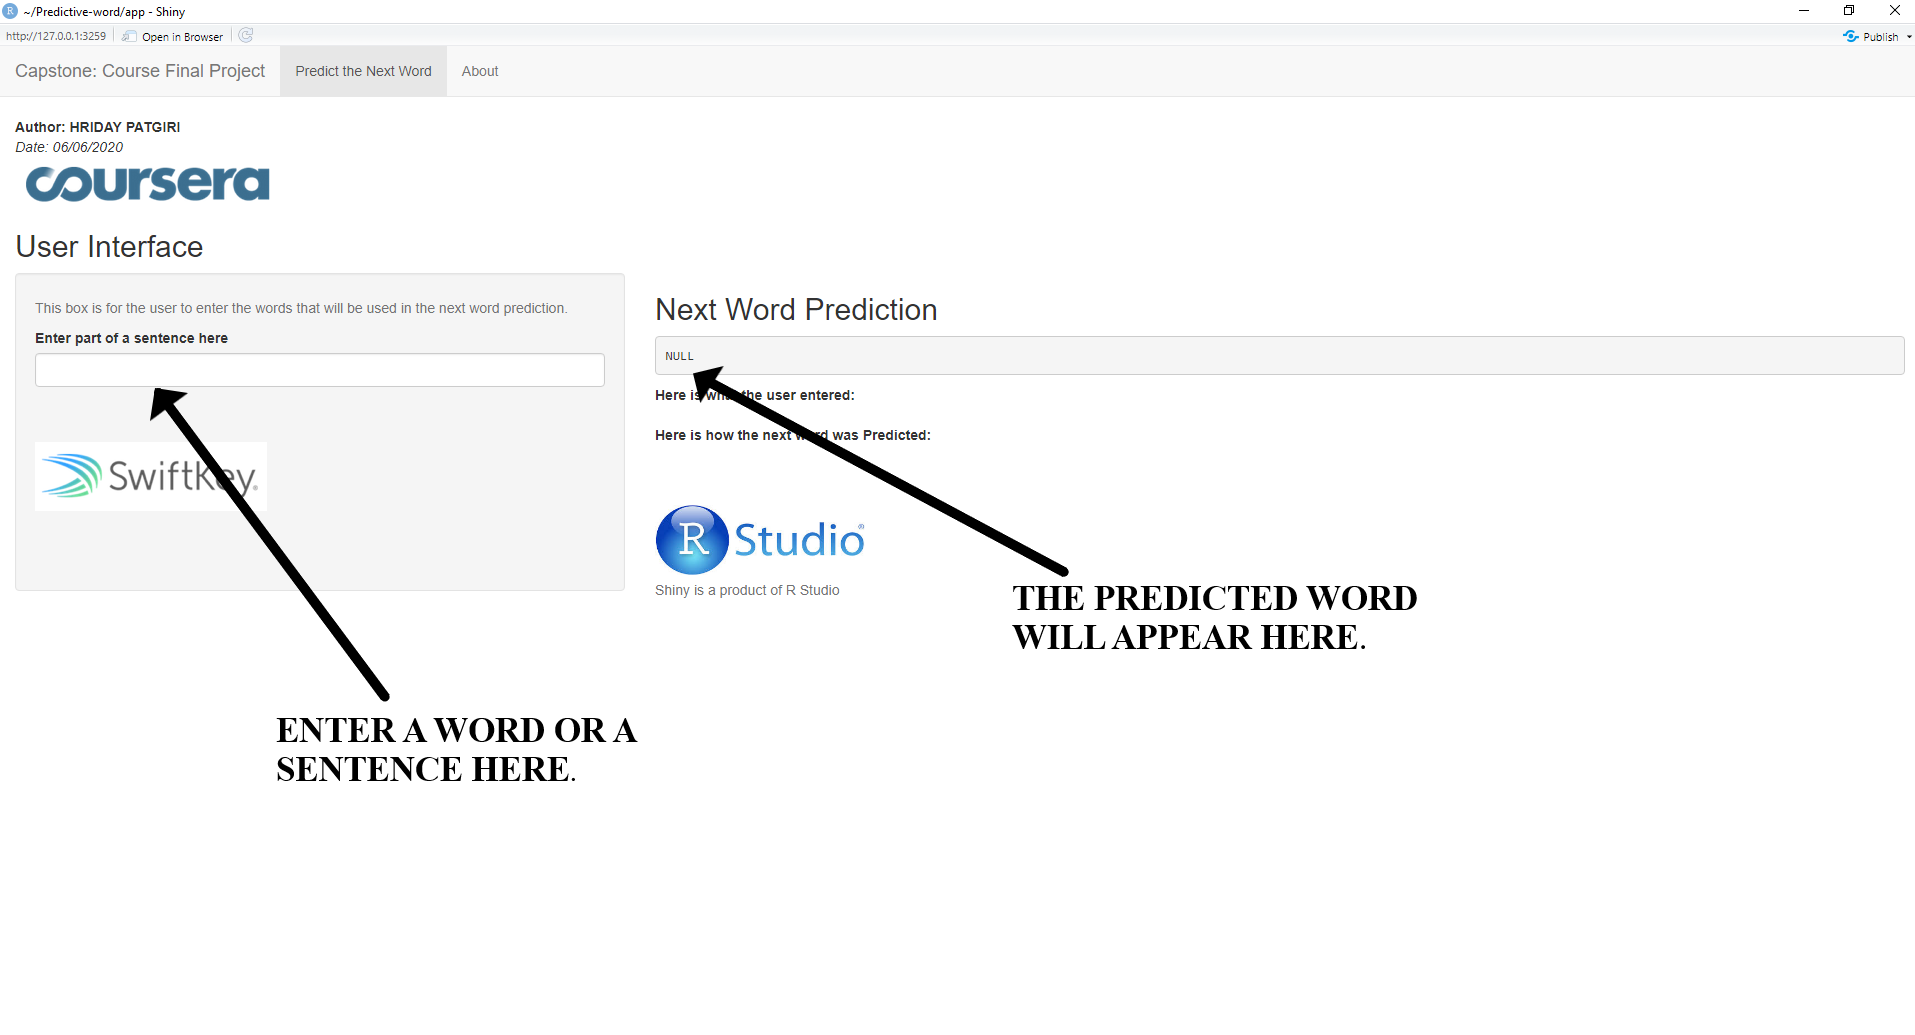 ~/Predictive-word/app - Shiny
http://127.0.0.1:3259 Open in Browser Publish
Capstone: Course Final Project Predict the Next Word About
Author: HRIDAY PATGIRI
Date: 06/06/2020
coursera
User Interface
This box is for the user to enter the words that will be used in the next word prediction.
Enter part of a sentence here
SwiftKey
Next Word Prediction
NULL
Here is what the user entered:
Here is how the next word was Predicted:
R Studio
Shiny is a product of R Studio
THE PREDICTED WORD
WILL APPEAR HERE.
ENTER A WORD OR A
SENTENCE HERE.